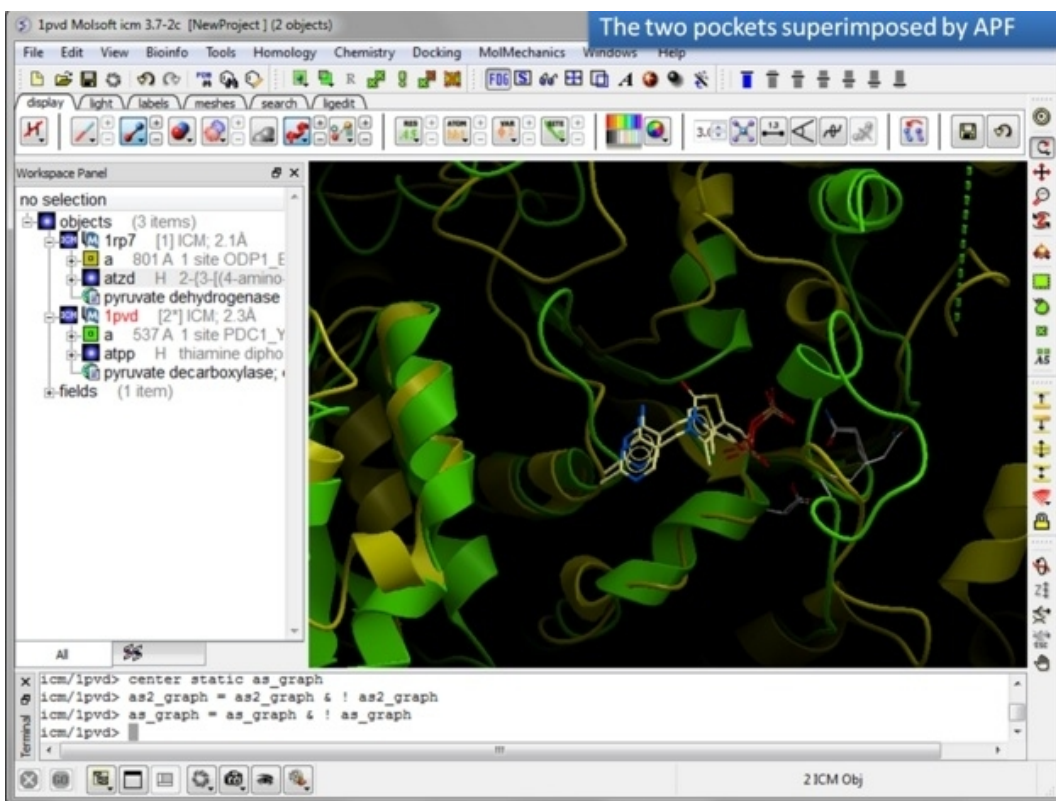 1pvd Molsoft icm 3.7-2c [NewProject ] (2 objects)
The two pockets superimposed by APF
File Edit View Bioinfo Tools Homology Chemistry Docking MolMechanics Windows Help
display light labels meshes search ligedit
Workspace Panel
no selection
objects (3 items)
1rp7 [1] ICM; 2.1Å
a 801 A 1 site ODP1_E
atzd H 2-{3-[(4-amino-
pyruvate dehydrogenase
1pvd [2*] ICM; 2.3Å
a 537 A 1 site PDC1_Y
atpp H thiamine dipho
pyruvate decarboxylase;
fields (1 item)
All
icm/1pvd> center static as_graph
icm/1pvd> as2_graph = as2_graph & ! as2_graph
icm/1pvd> as_graph = as_graph & ! as_graph
icm/1pvd>
Terminal
2 ICM Obj